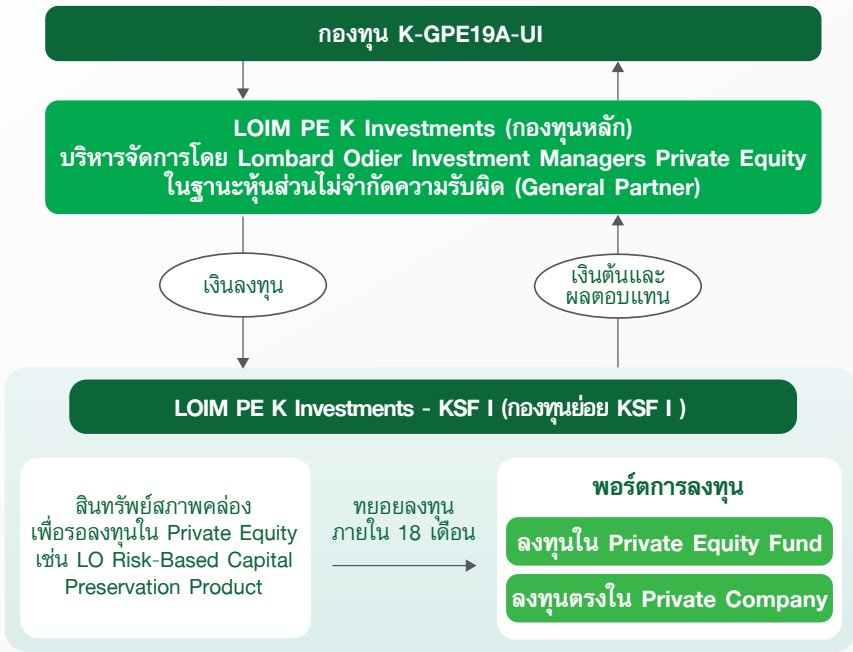 กองทุน K-GPE19A-UI
LOIM PE K Investments (กองทุนหลัก)
บริหารจัดการโดย Lombard Odier Investment Managers Private Equity
ในฐานะหุ้นส่วนไม่จำกัดความรับผิด (General Partner)
เงินลงทุน
เงินต้นและ
ผลตอบแทน
LOIM PE K Investments - KSF I (กองทุนย่อย KSF I )
สินทรัพย์สภาพคล่อง
เพื่อรอลงทุนใน Private Equity
เช่น LO Risk-Based Capital
Preservation Product
ทยอยลงทุน
ภายใน 18 เดือน
พอร์ตการลงทุน
ลงทุนใน Private Equity Fund
ลงทุนตรงใน Private Company